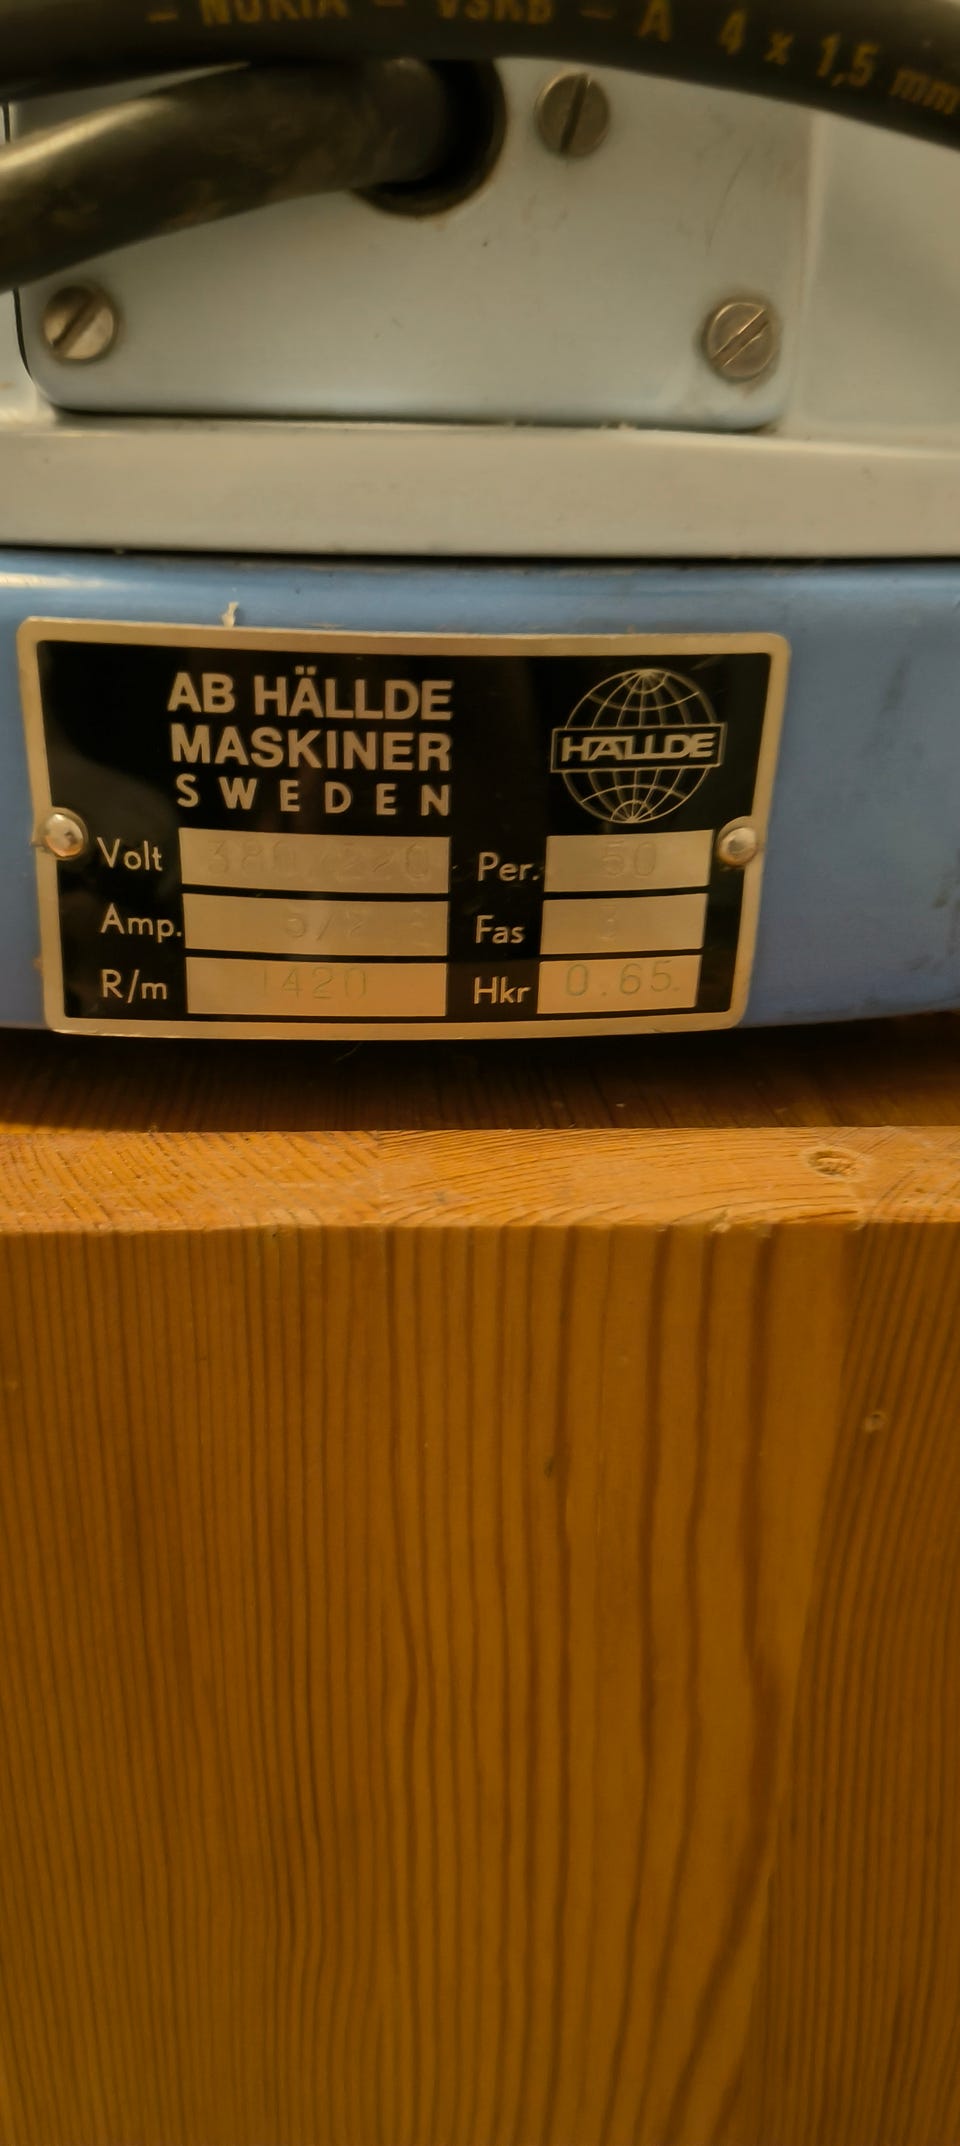 – NOKIA – VSKB – A 4 x 1,5 mm
AB HÄLLDE
MASKINER
SWEDEN
HÄLLDE
Volt 380/220 Per. 50
Amp. Fas 3
R/m 1420 Hkr 0.65